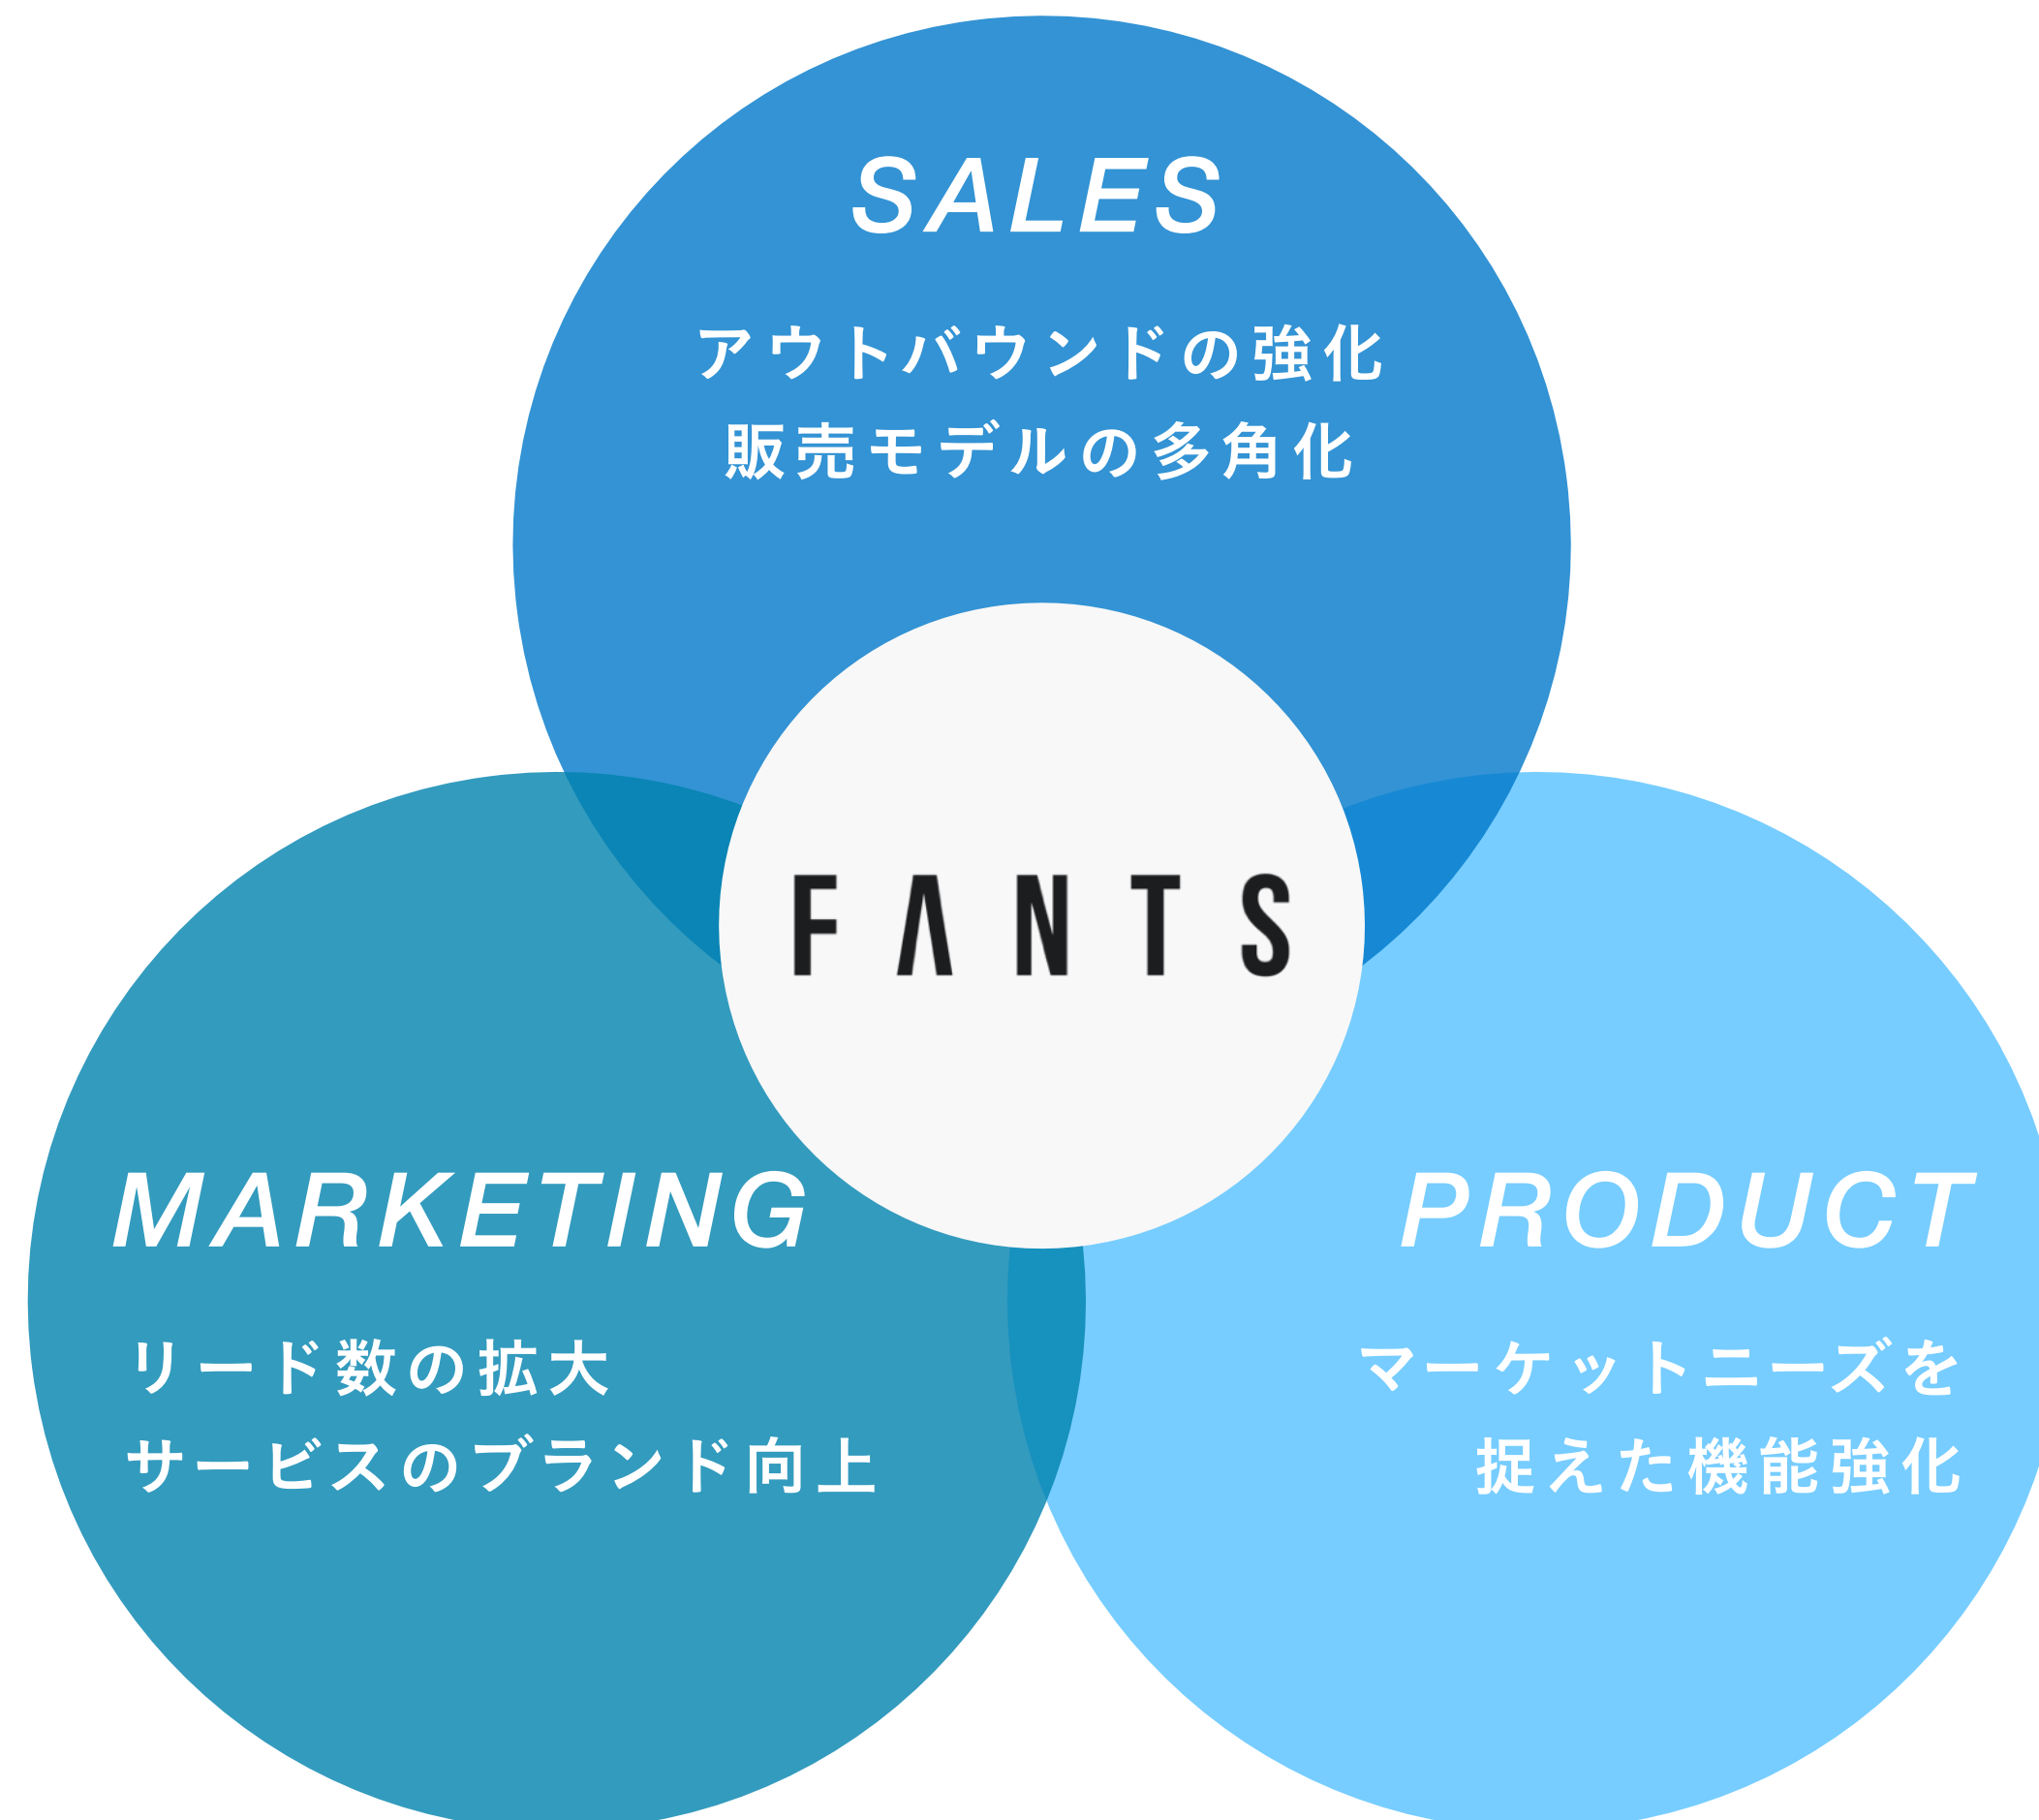 SALES
アウトバウンドの強化
販売モデルの多角化
FANTS
MARKETING
リード数の拡大
サービスのブランド向上
PRODUCT
マーケットニーズを
捉えた機能強化